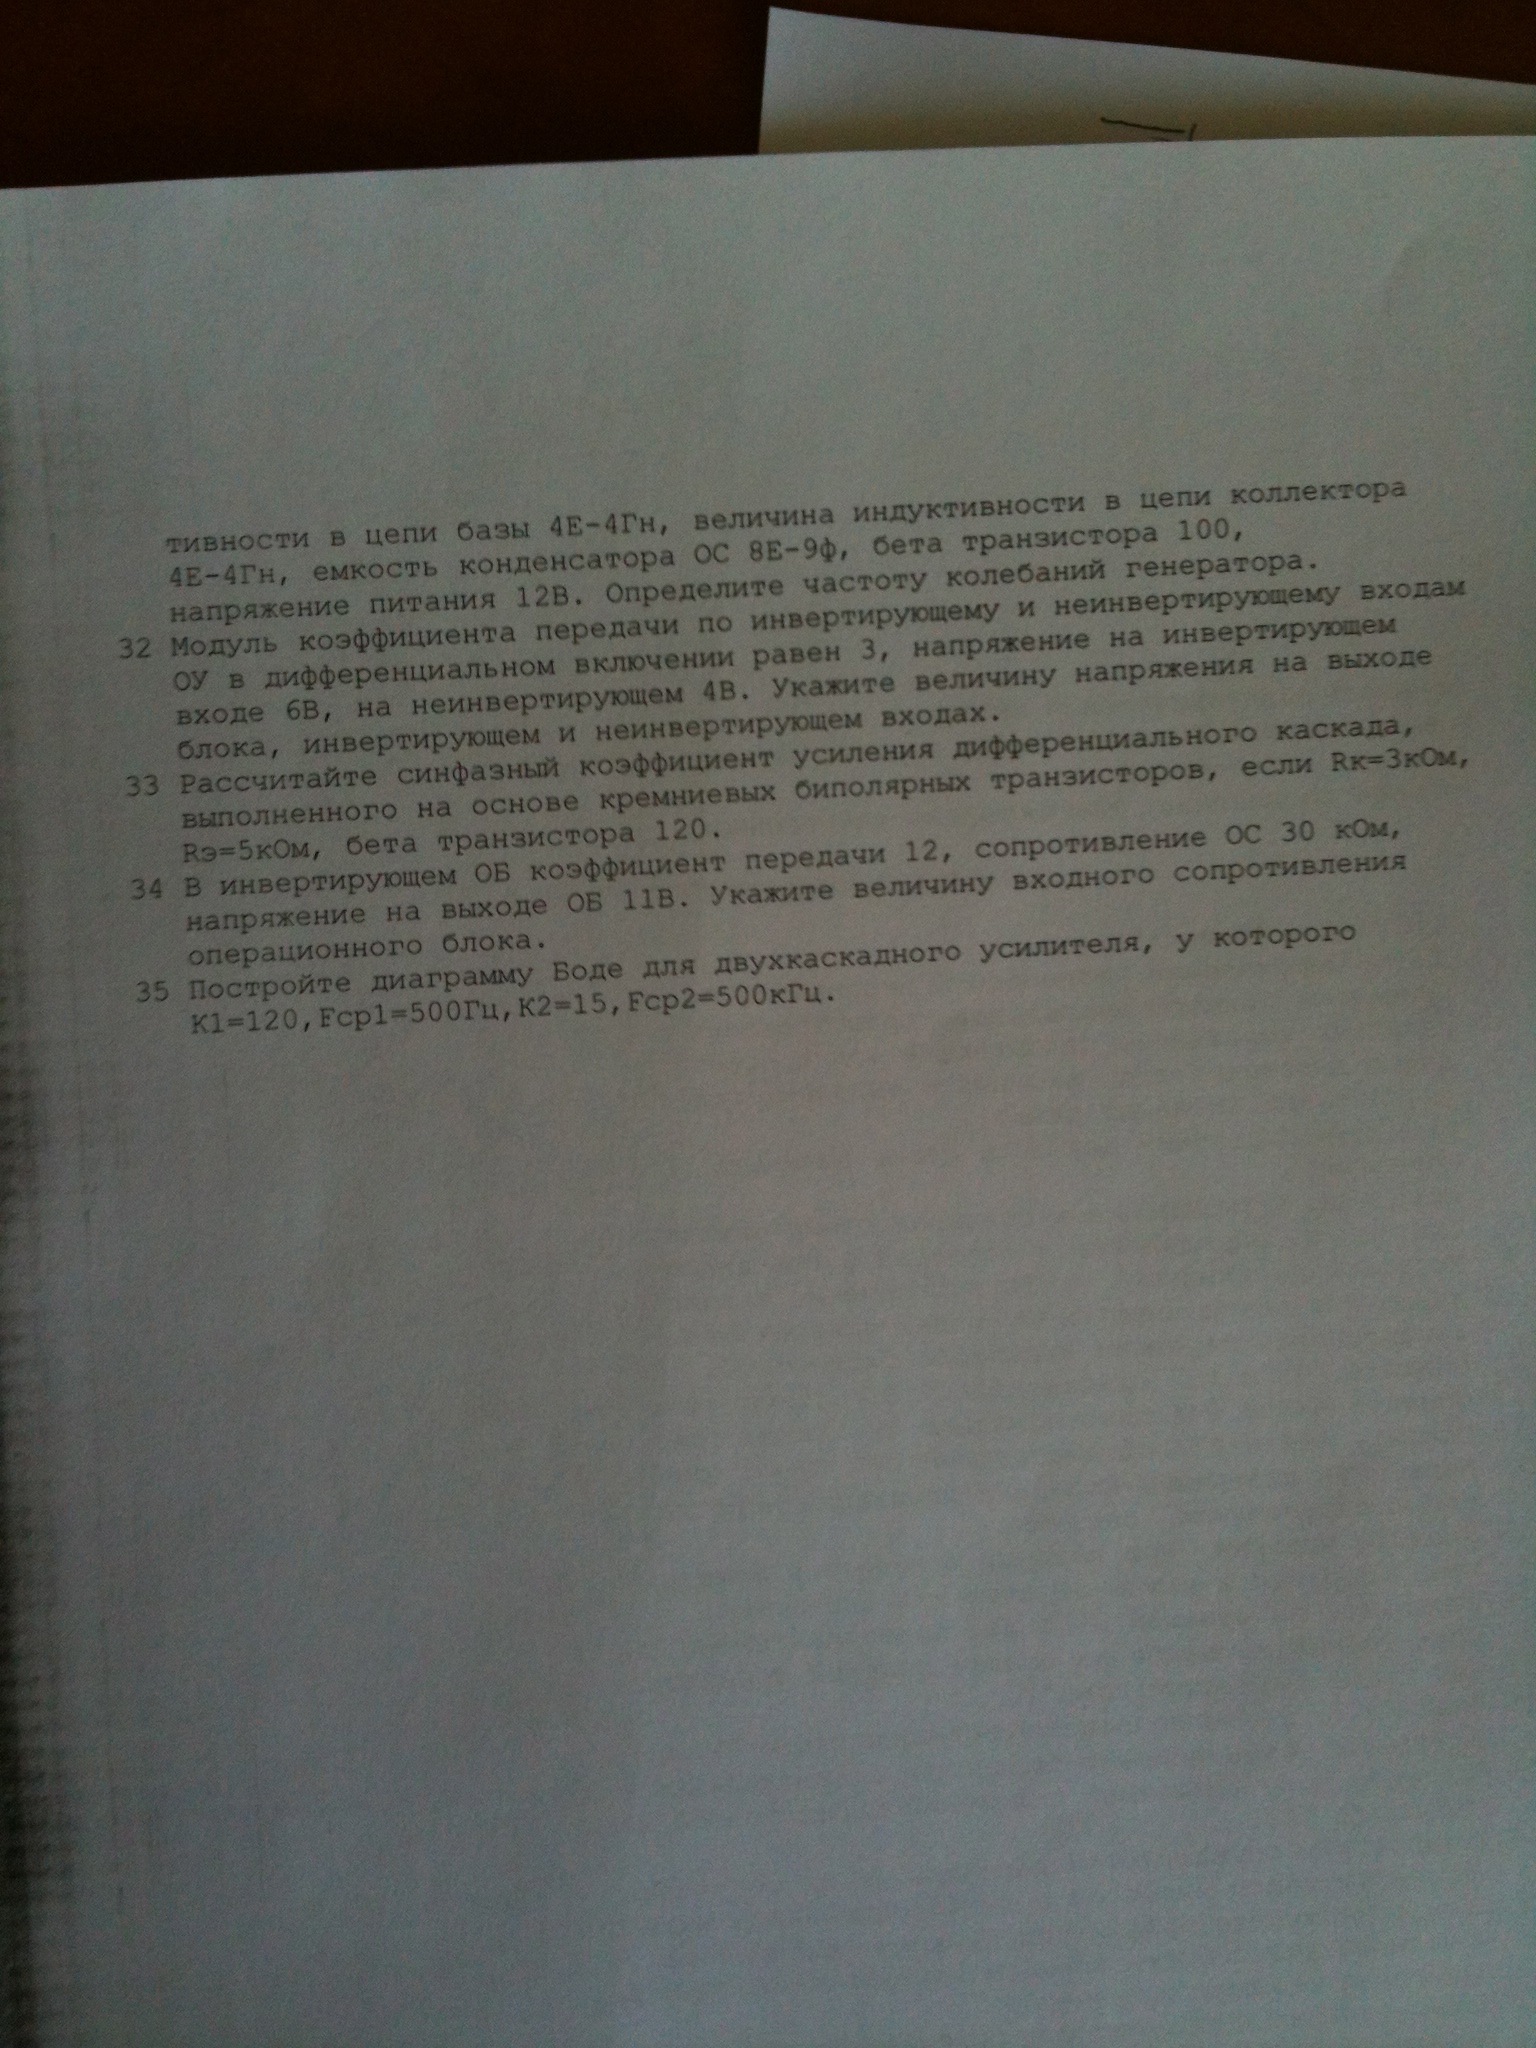 тивности в цепи базы 4Е-4Гн, величина индуктивности в цепи коллектора
4Е-4Гн, емкость конденсатора ОС 8Е-9ф, бета транзистора 100,
напряжение питания 12В. Определите частоту колебаний генератора.
32 Модуль коэффициента передачи по инвертирующему и неинвертирующему входам
ОУ в дифференциальном включении равен 3, напряжение на инвертирующем
входе 6В, на неинвертирующем 4В. Укажите величину напряжения на выходе
блока, инвертирующем и неинвертирующем входах.
33 Рассчитайте синфазный коэффициент усиления дифференциального каскада,
выполненного на основе кремниевых биполярных транзисторов, если Rк=3кОм,
Rэ=5кОм, бета транзистора 120.
34 В инвертирующем ОБ коэффициент передачи 12, сопротивление ОС 30 кОм,
напряжение на выходе ОБ 11В. Укажите величину входного сопротивления
операционного блока.
35 Постройте диаграмму Боде для двухкаскадного усилителя, у которого
К1=120,Fср1=500Гц,К2=15,Fср2=500кГц.